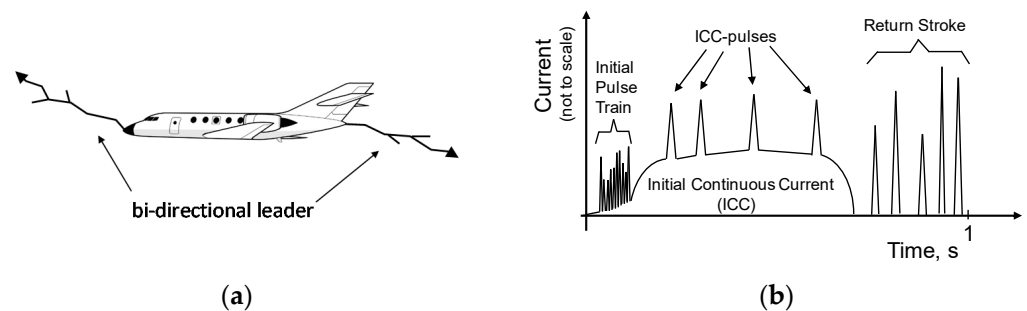 bi-directional leader
(a)
Current
(not to scale)
Initial
Pulse
Train
ICC-pulses
Return Stroke
Initial Continuous Current
(ICC)
1
Time, s
(b)